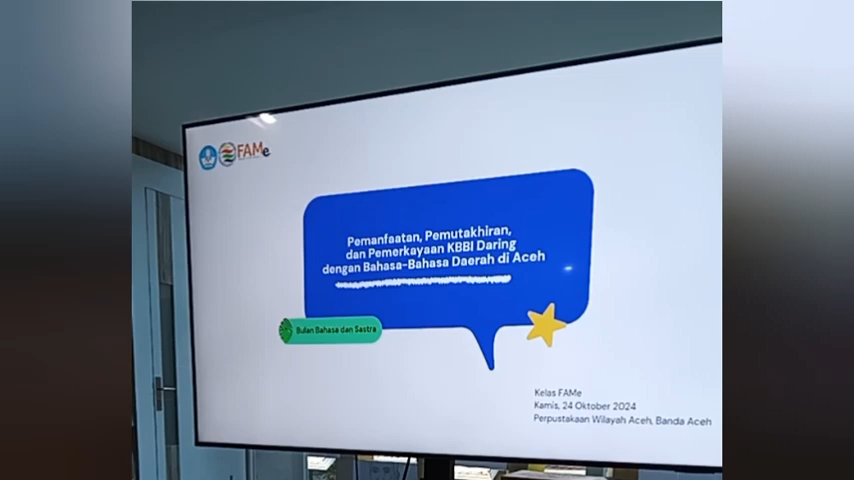 FAMe
Pemanfaatan, Pemutakhiran,
dan Pemerkayaan KBBI Daring
dengan Bahasa-Bahasa Daerah di Aceh
Bulan Bahasa dan Sastra
Kelas FAMe
Kamis, 24 Oktober 2024
Perpustakaan Wilayah Aceh, Banda Aceh